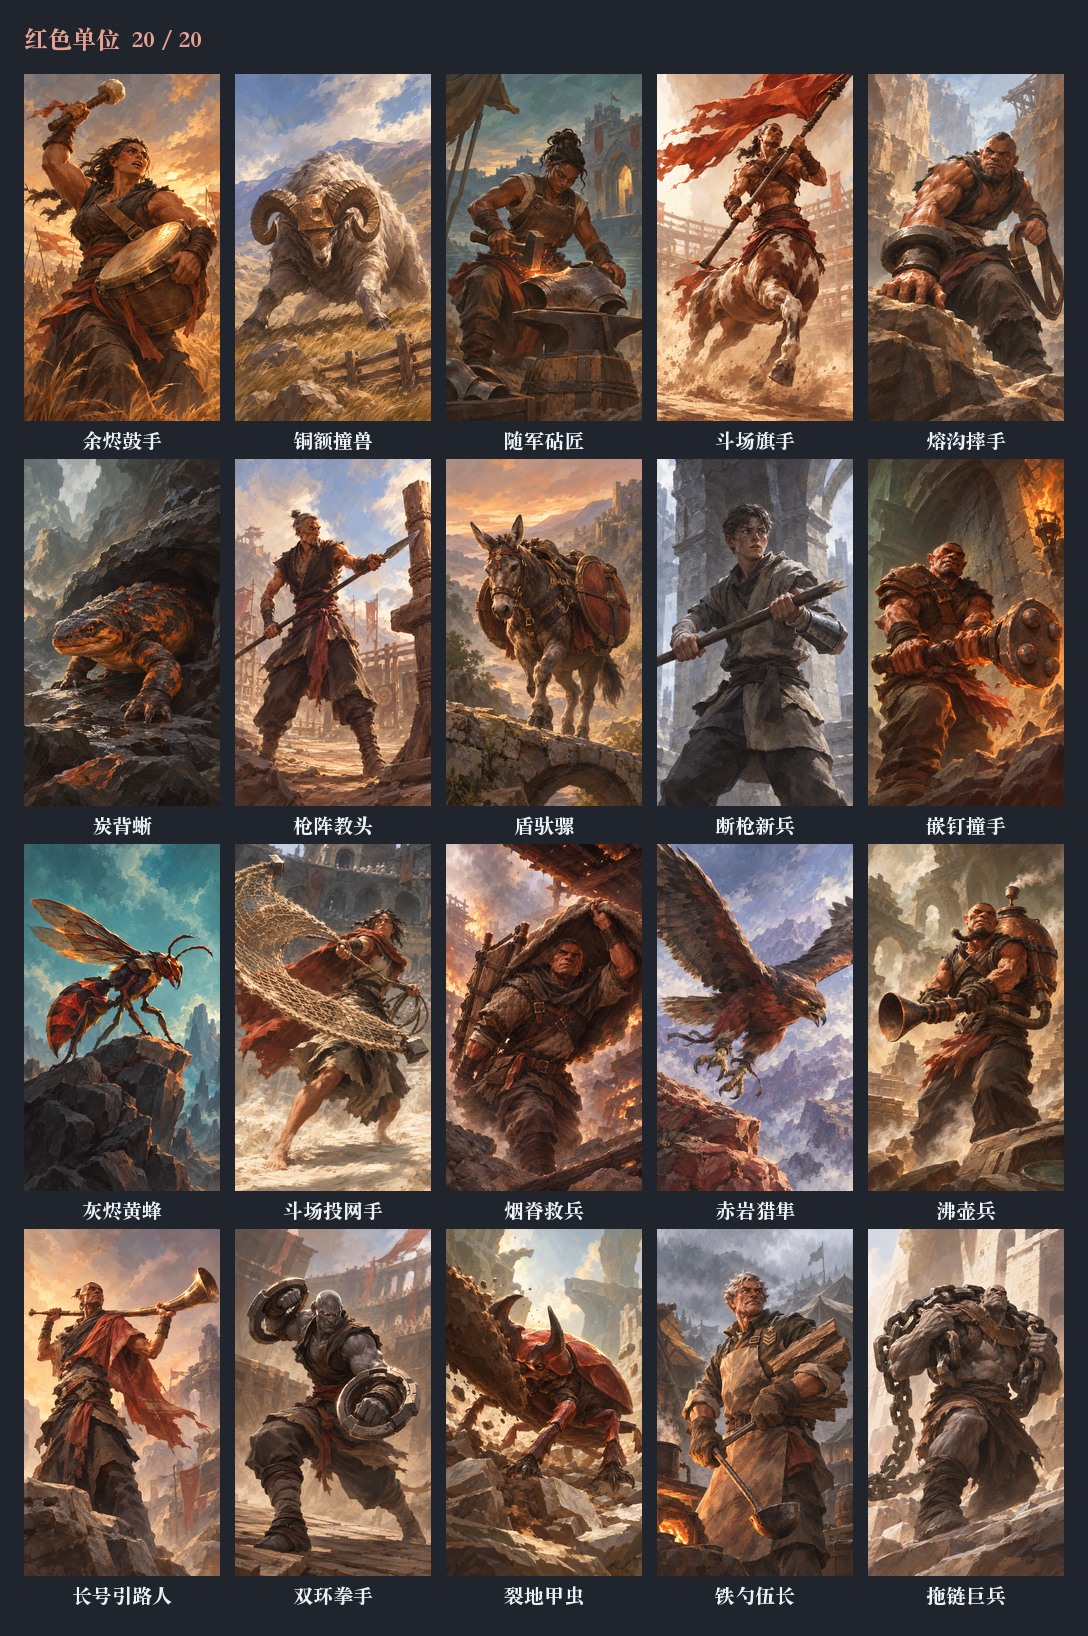 红色单位 20 / 20
余烬鼓手
铜额撞兽
随军砧匠
斗场旗手
熔沟摔手
炭背蜥
枪阵教头
盾驮骡
断枪新兵
嵌钉撞手
灰烬黄蜂
斗场投网手
烟脊救兵
赤岩猎隼
沸壶兵
长号引路人
双环拳手
裂地甲虫
铁勺伍长
拖链巨兵